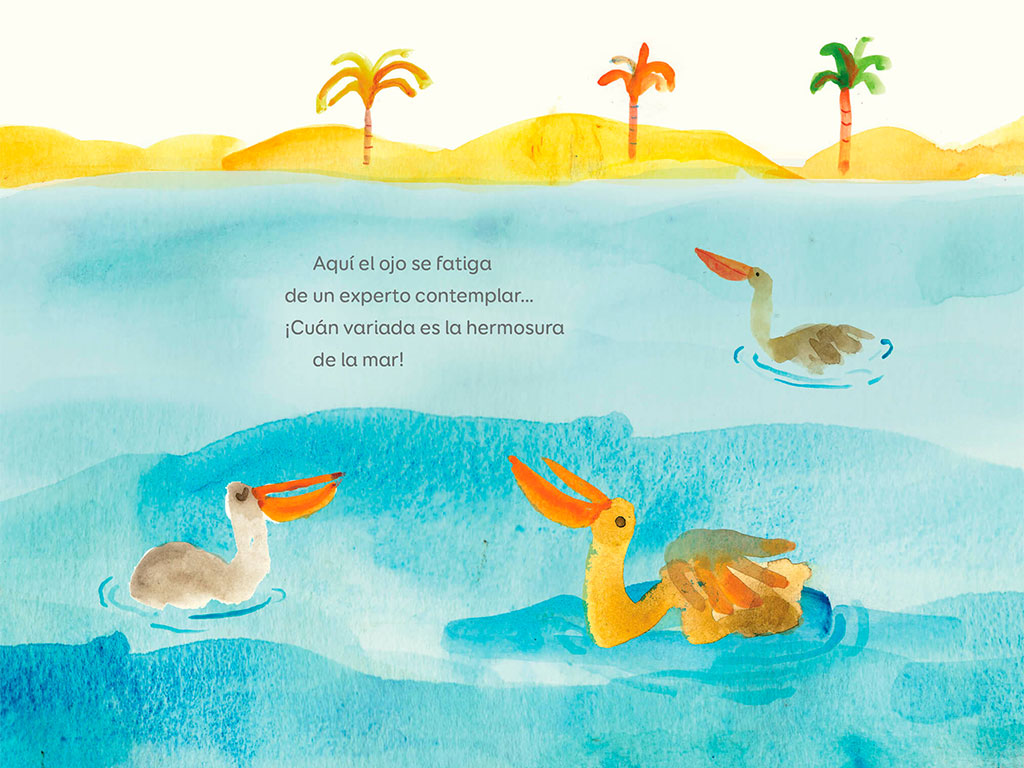 Aquí el ojo se fatiga
de un experto contemplar...
¡Cuán variada es la hermosura
de la mar!